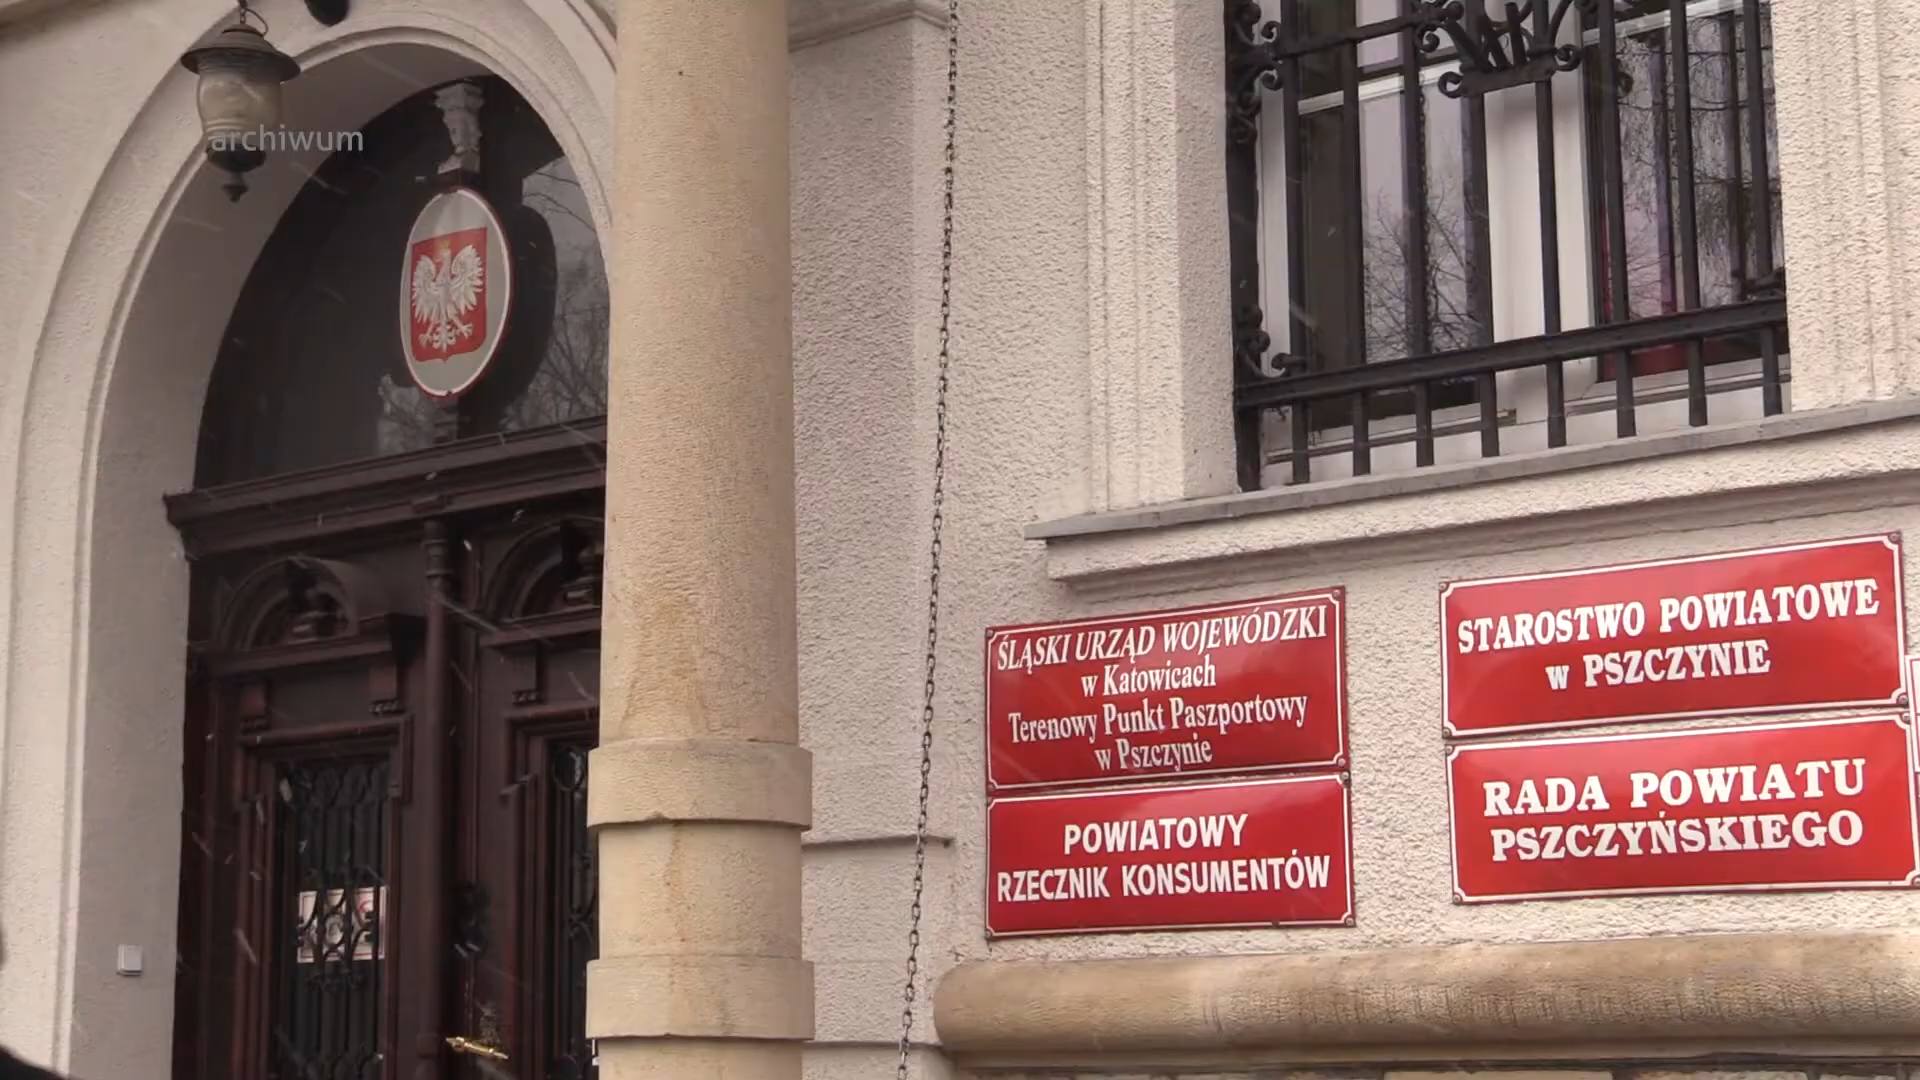 archiwum
ŚLĄSKI URZĄD WOJEWÓDZKI
w Katowicach
Terenowy Punkt Paszportowy
w Pszczynie
POWIATOWY
RZECZNIK KONSUMENTÓW
STAROSTWO POWIATOWE
w PSZCZYNIE
RADA POWIATU
PSZCZYŃSKIEGO